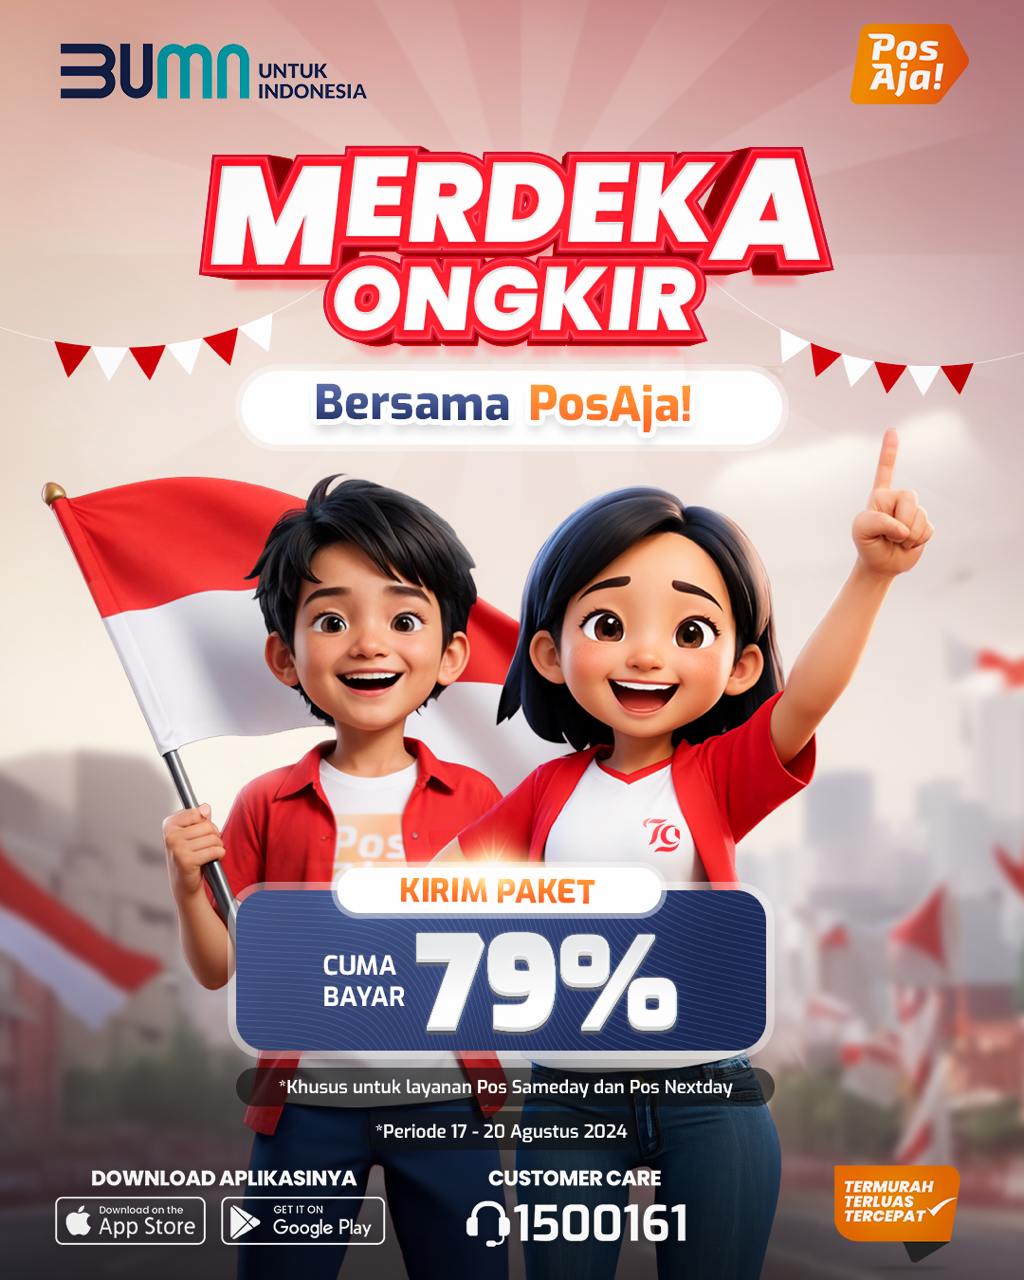 BUMN UNTUK
INDONESIA
Pos
Aja!
MERDEKA
ONGKIR
Bersama PosAja!
Pos
79
KIRIM PAKET
CUMA
BAYAR
79%
*Khusus untuk layanan Pos Sameday dan Pos Nextday
*Periode 17 - 20 Agustus 2024
DOWNLOAD APLIKASINYA
Download on the
App Store
GET IT ON
Google Play
CUSTOMER CARE
1500161
TERMURAH
TERLUAS
TERCEPAT